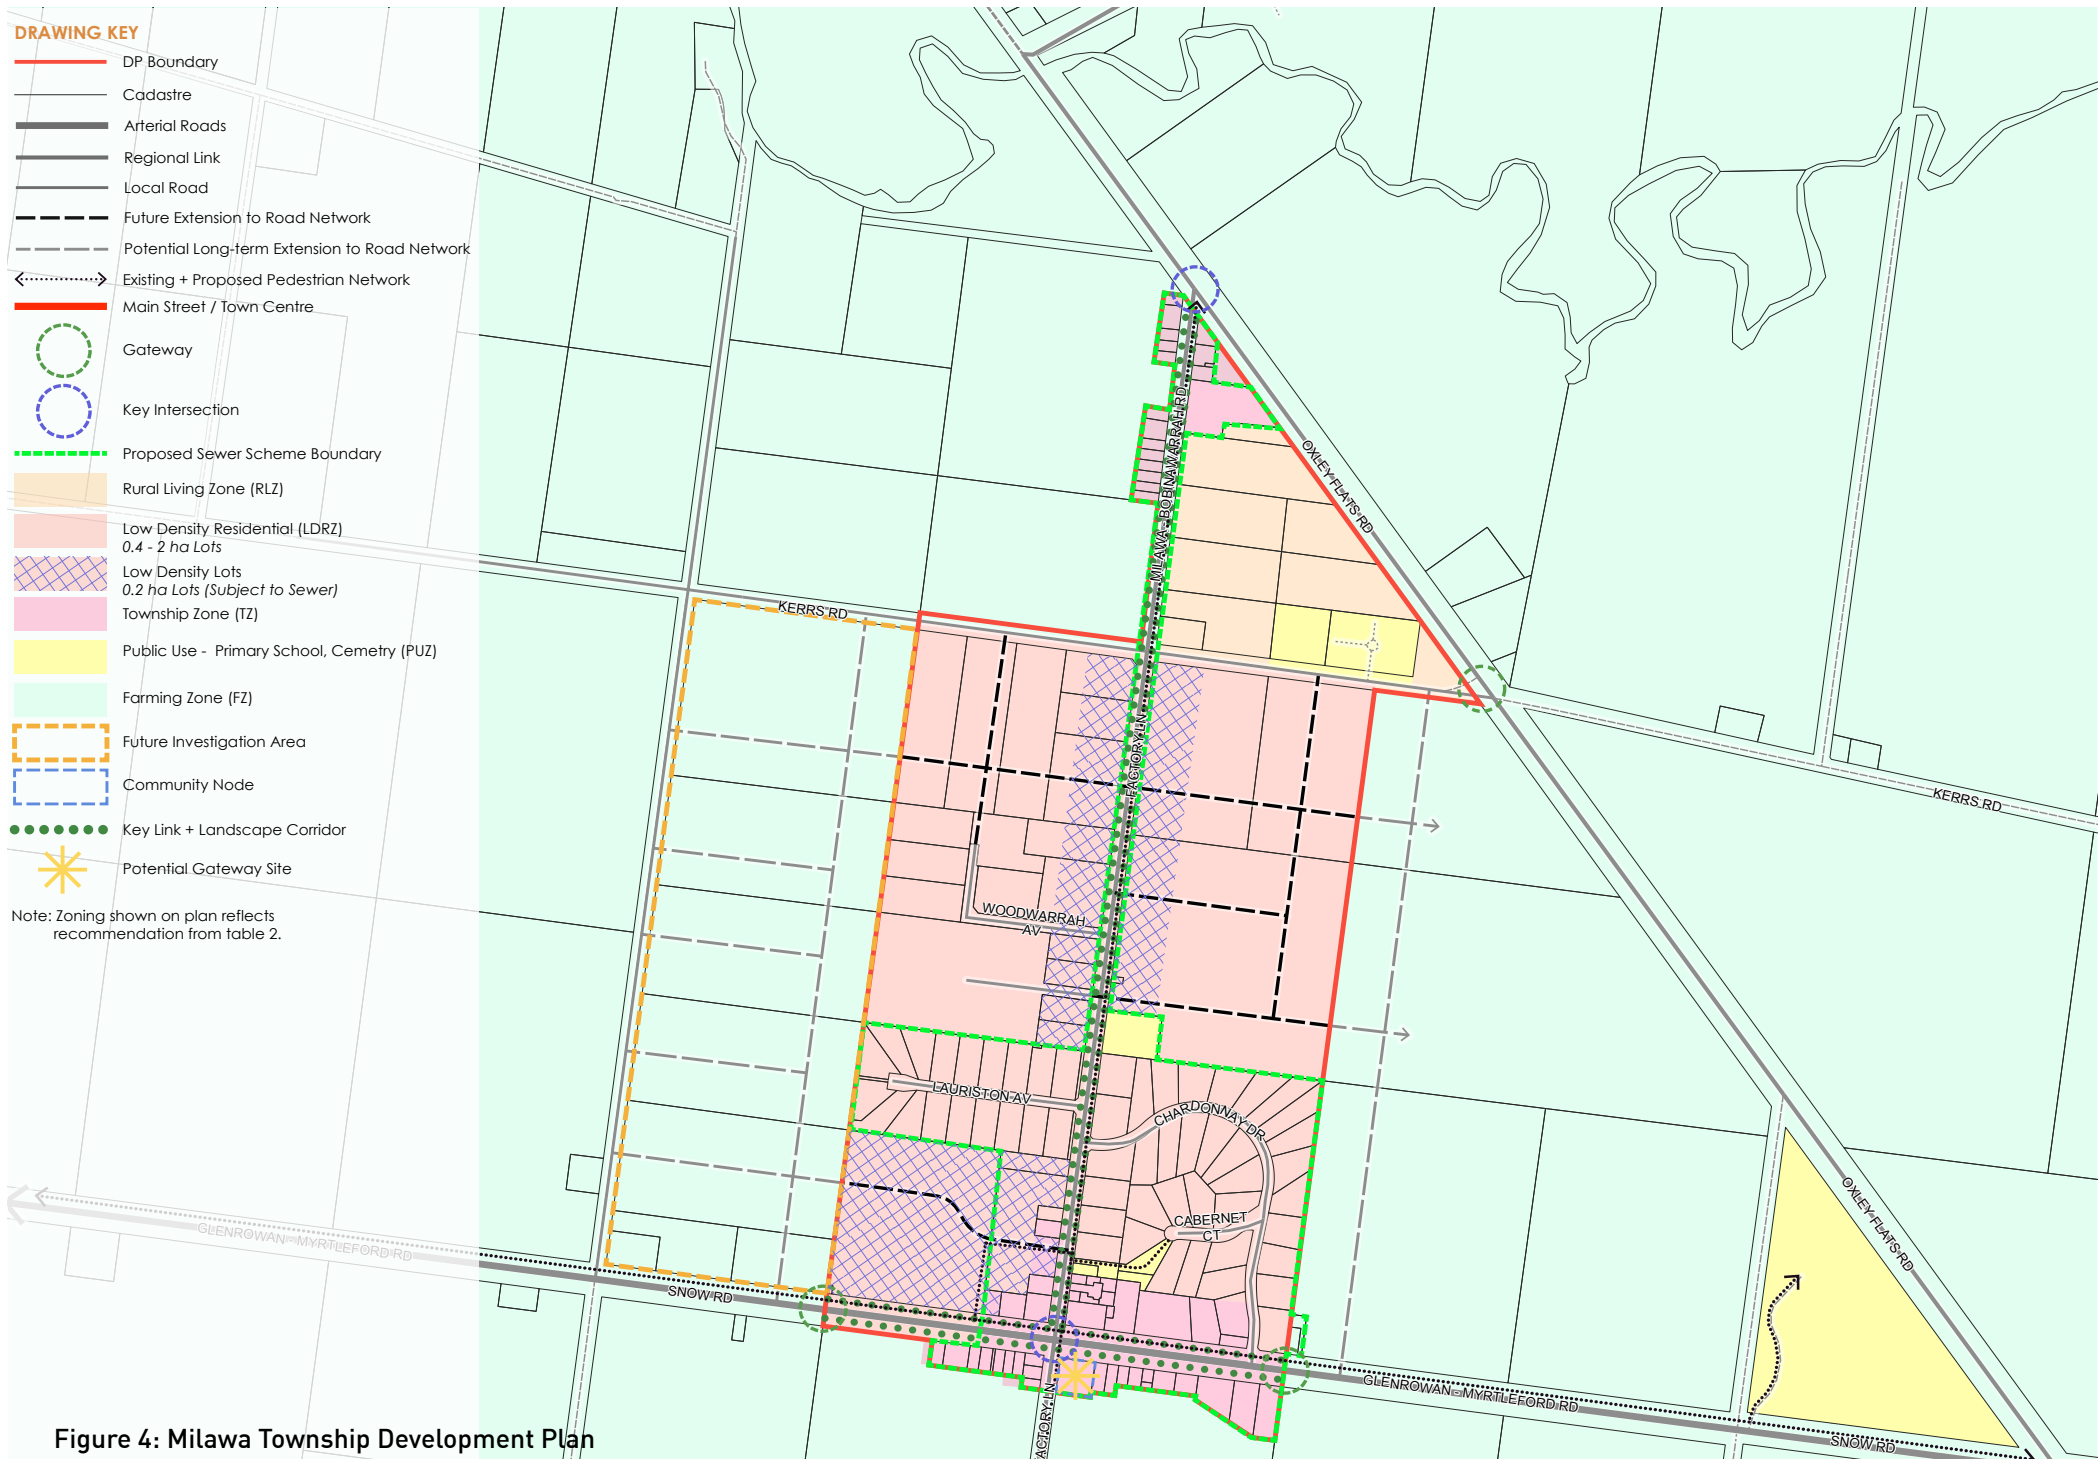 DRAWING KEY
DP Boundary
Cadastre
Arterial Roads
Regional Link
Local Road
Future Extension to Road Network
Potential Long-term Extension to Road Network
Existing + Proposed Pedestrian Network
Main Street / Town Centre
Gateway
Key Intersection
Proposed Sewer Scheme Boundary
Rural Living Zone (RLZ)
Low Density Residential (LDRZ)
0.4 - 2 ha Lots
Low Density Lots
0.2 ha Lots (Subject to Sewer)
Township Zone (TZ)
Public Use - Primary School, Cemetry (PUZ)
Farming Zone (FZ)
Future Investigation Area
Community Node
Key Link + Landscape Corridor
Potential Gateway Site
Note: Zoning shown on plan reflects
recommendation from table 2.
MILAWA - BOBINAWARRAH RD
OXLEY FLATS RD
KERRS RD
FACTORY LN
KERRS RD
WOODWARRAH
AV
LAURISTON AV
CHARDONNAY DR
CABERNET
CT
OXLEY FLATS RD
GLENROWAN - MYRTLEFORD RD
SNOW RD
GLENROWAN - MYRTLEFORD RD
SNOW RD
FACTORY LN
Figure 4: Milawa Township Development Plan